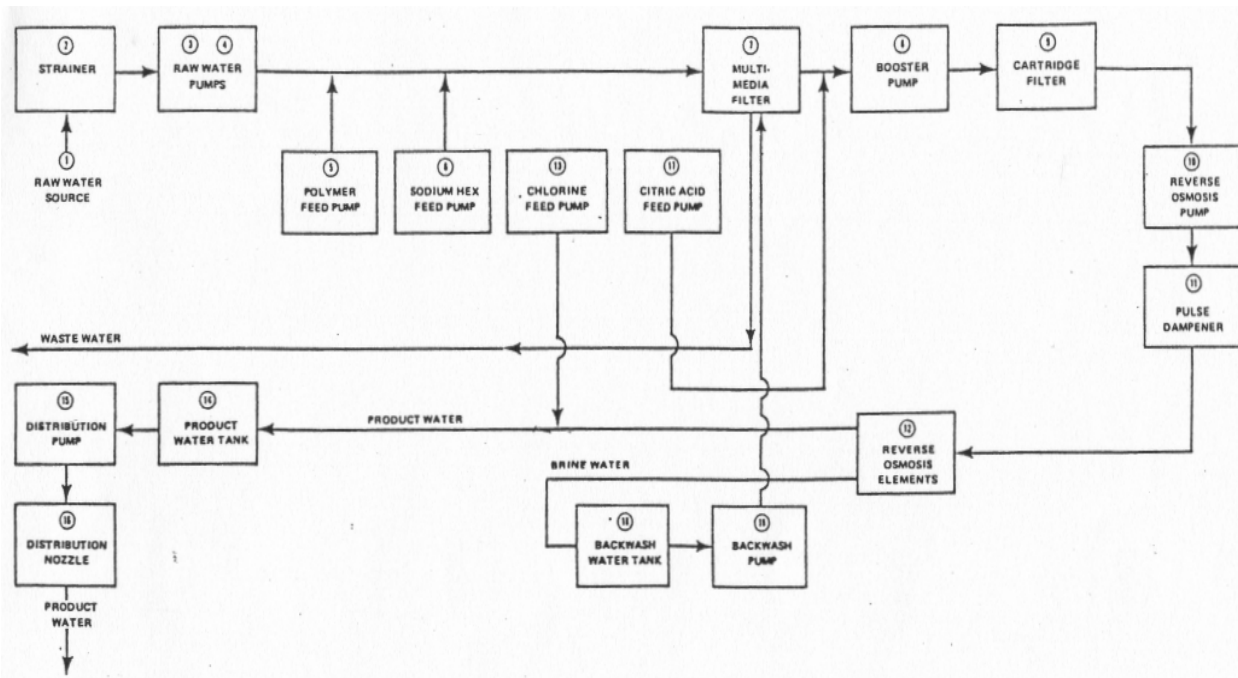 2
STRAINER
3 4
RAW WATER
PUMPS
7
MULTI-
MEDIA
FILTER
8
BOOSTER
PUMP
9
CARTRIDGE
FILTER
1
RAW WATER
SOURCE
5
POLYMER
FEED PUMP
6
SODIUM HEX
FEED PUMP
13
CHLORINE
FEED PUMP
17
CITRIC ACID
FEED PUMP
10
REVERSE
OSMOSIS
PUMP
11
PULSE
DAMPENER
WASTE WATER
15
DISTRIBUTION
PUMP
14
PRODUCT
WATER TANK
PRODUCT WATER
12
REVERSE
OSMOSIS
ELEMENTS
BRINE WATER
16
DISTRIBUTION
NOZZLE
18
BACKWASH
WATER TANK
19
BACKWASH
PUMP
PRODUCT
WATER